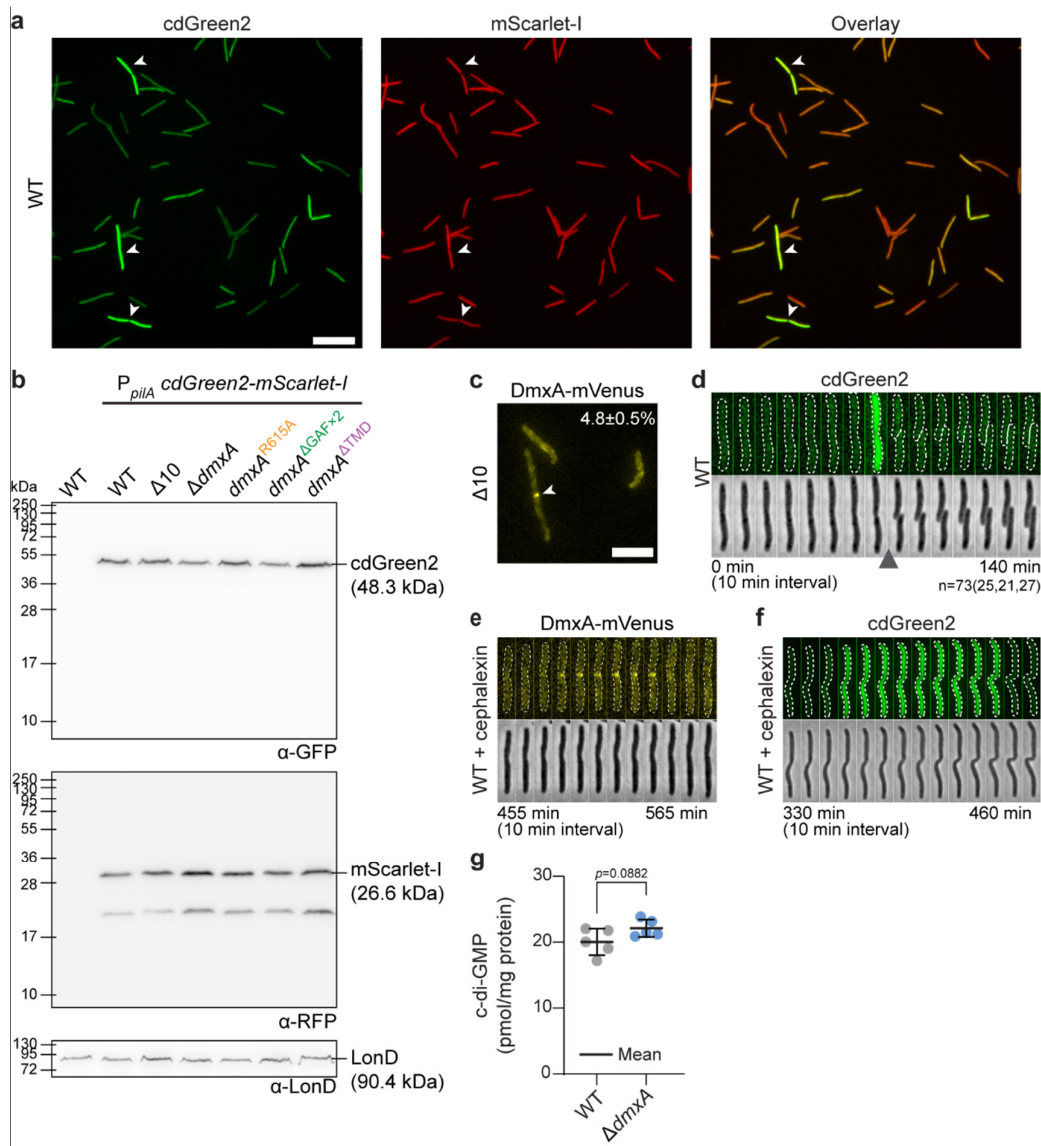 a
cdGreen2
mScarlet-I
Overlay
WT
b
P_pilA cdGreen2-mScarlet-I
WT
WT
Δ10
ΔdmxA
dmxA^R615A
dmxA^ΔGAF×2
dmxA^ΔTMD
kDa
250
130
95
72
55
36
28
17
10
cdGreen2
(48.3 kDa)
α-GFP
250
130
95
72
55
36
28
17
10
mScarlet-I
(26.6 kDa)
α-RFP
130
95
72
LonD
(90.4 kDa)
α-LonD
c
DmxA-mVenus
4.8±0.5%
Δ10
d
cdGreen2
WT
0 min
140 min
(10 min interval)
n=73(25,21,27)
e
DmxA-mVenus
WT + cephalexin
455 min
565 min
(10 min interval)
f
cdGreen2
WT + cephalexin
330 min
460 min
(10 min interval)
g
p=0.0882
c-di-GMP
(pmol/mg protein)
30
20
10
0
Mean
WT
ΔdmxA